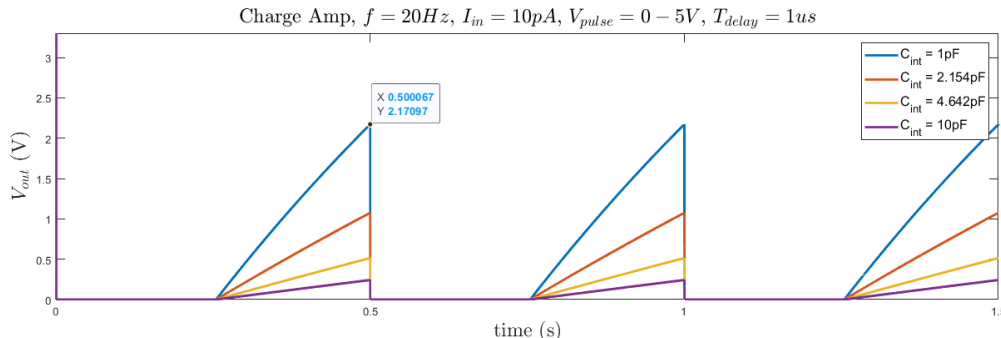 Charge Amp, f = 20Hz, I_in = 10pA, V_pulse = 0 − 5V, T_delay = 1us
V_out (V)
3
2.5
2
1.5
1
0.5
0
X 0.500067
Y 2.17097
C_int = 1pF
C_int = 2.154pF
C_int = 4.642pF
C_int = 10pF
0 0.5 1 1.5
time (s)